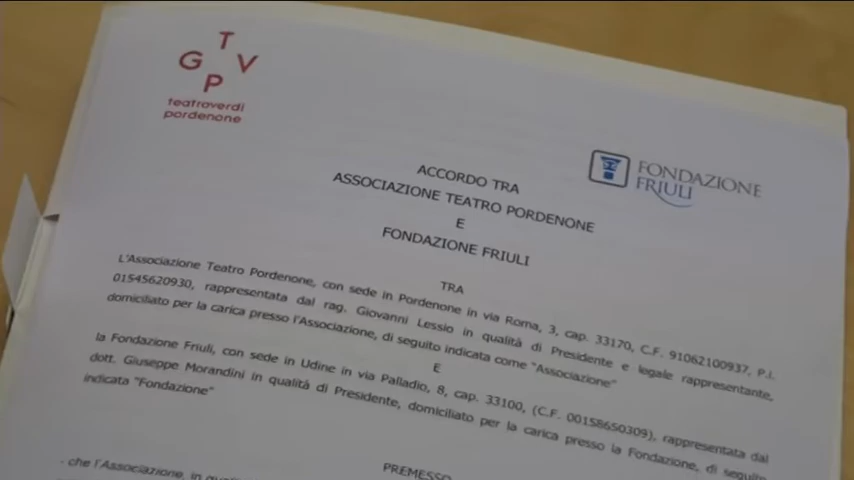 T
G V
P
teatroverdi
pordenone
FONDAZIONE
FRIULI
ACCORDO TRA
ASSOCIAZIONE TEATRO PORDENONE
E
FONDAZIONE FRIULI
TRA
L'Associazione Teatro Pordenone, con sede in Pordenone in via Roma, 3, cap. 33170, C.F. 91062100937, P.I.
01545620930, rappresentata dal rag. Giovanni Lessio in qualità di Presidente e legale rappresentante,
domiciliato per la carica presso l'Associazione, di seguito indicata come "Associazione"
E
la Fondazione Friuli, con sede in Udine in via Palladio, 8, cap. 33100, (C.F. 00158650309), rappresentata dal
dott. Giuseppe Morandini in qualità di Presidente, domiciliato per la carica presso la Fondazione, di seguito
indicata "Fondazione"
PREMESSO
- che l'Associazione, in